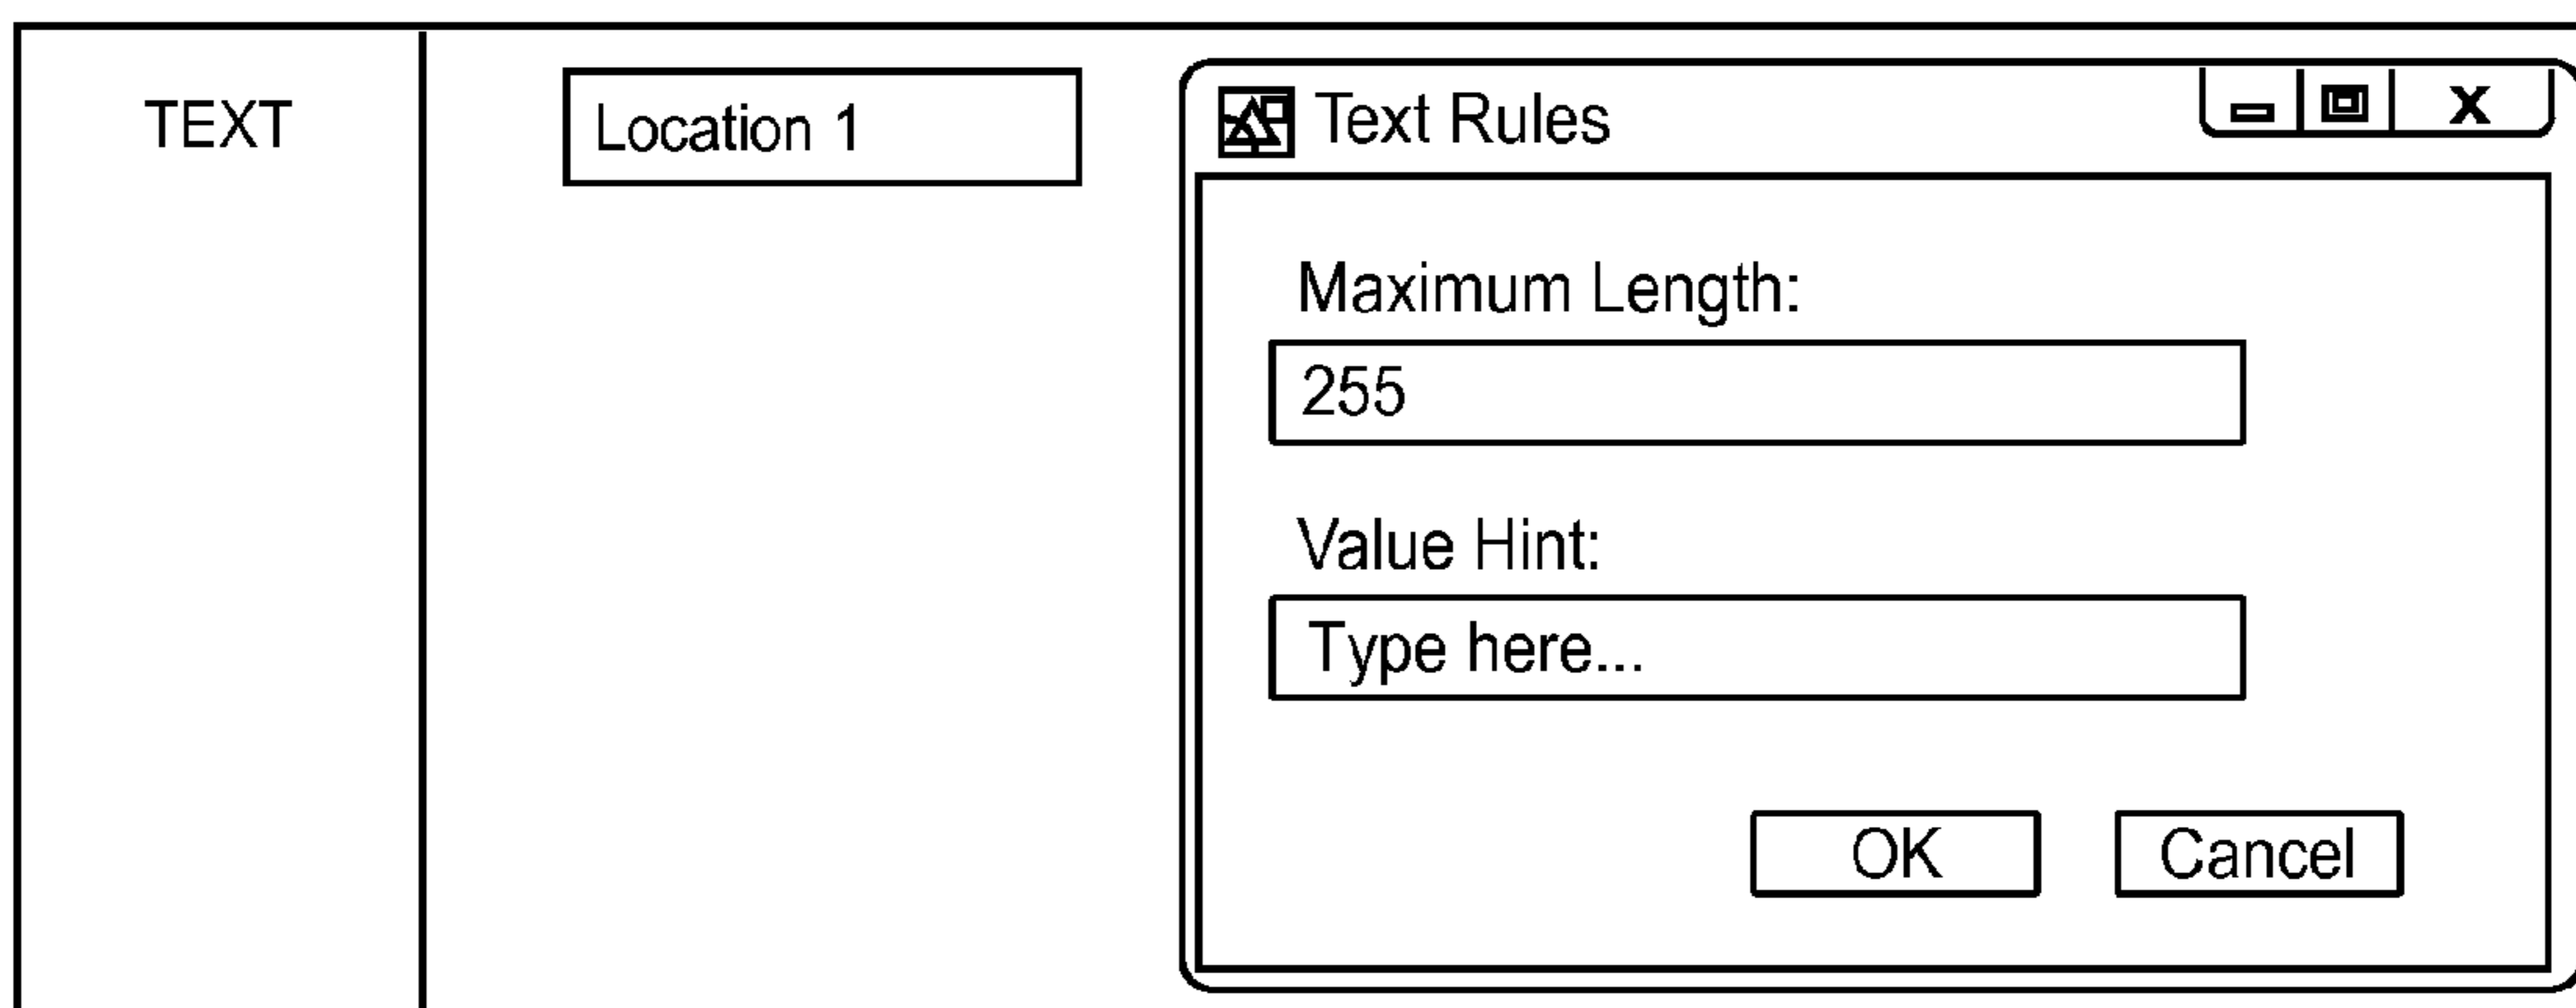 TEXT
Location 1
Text Rules
Maximum Length:
255
Value Hint:
Type here...
OK
Cancel